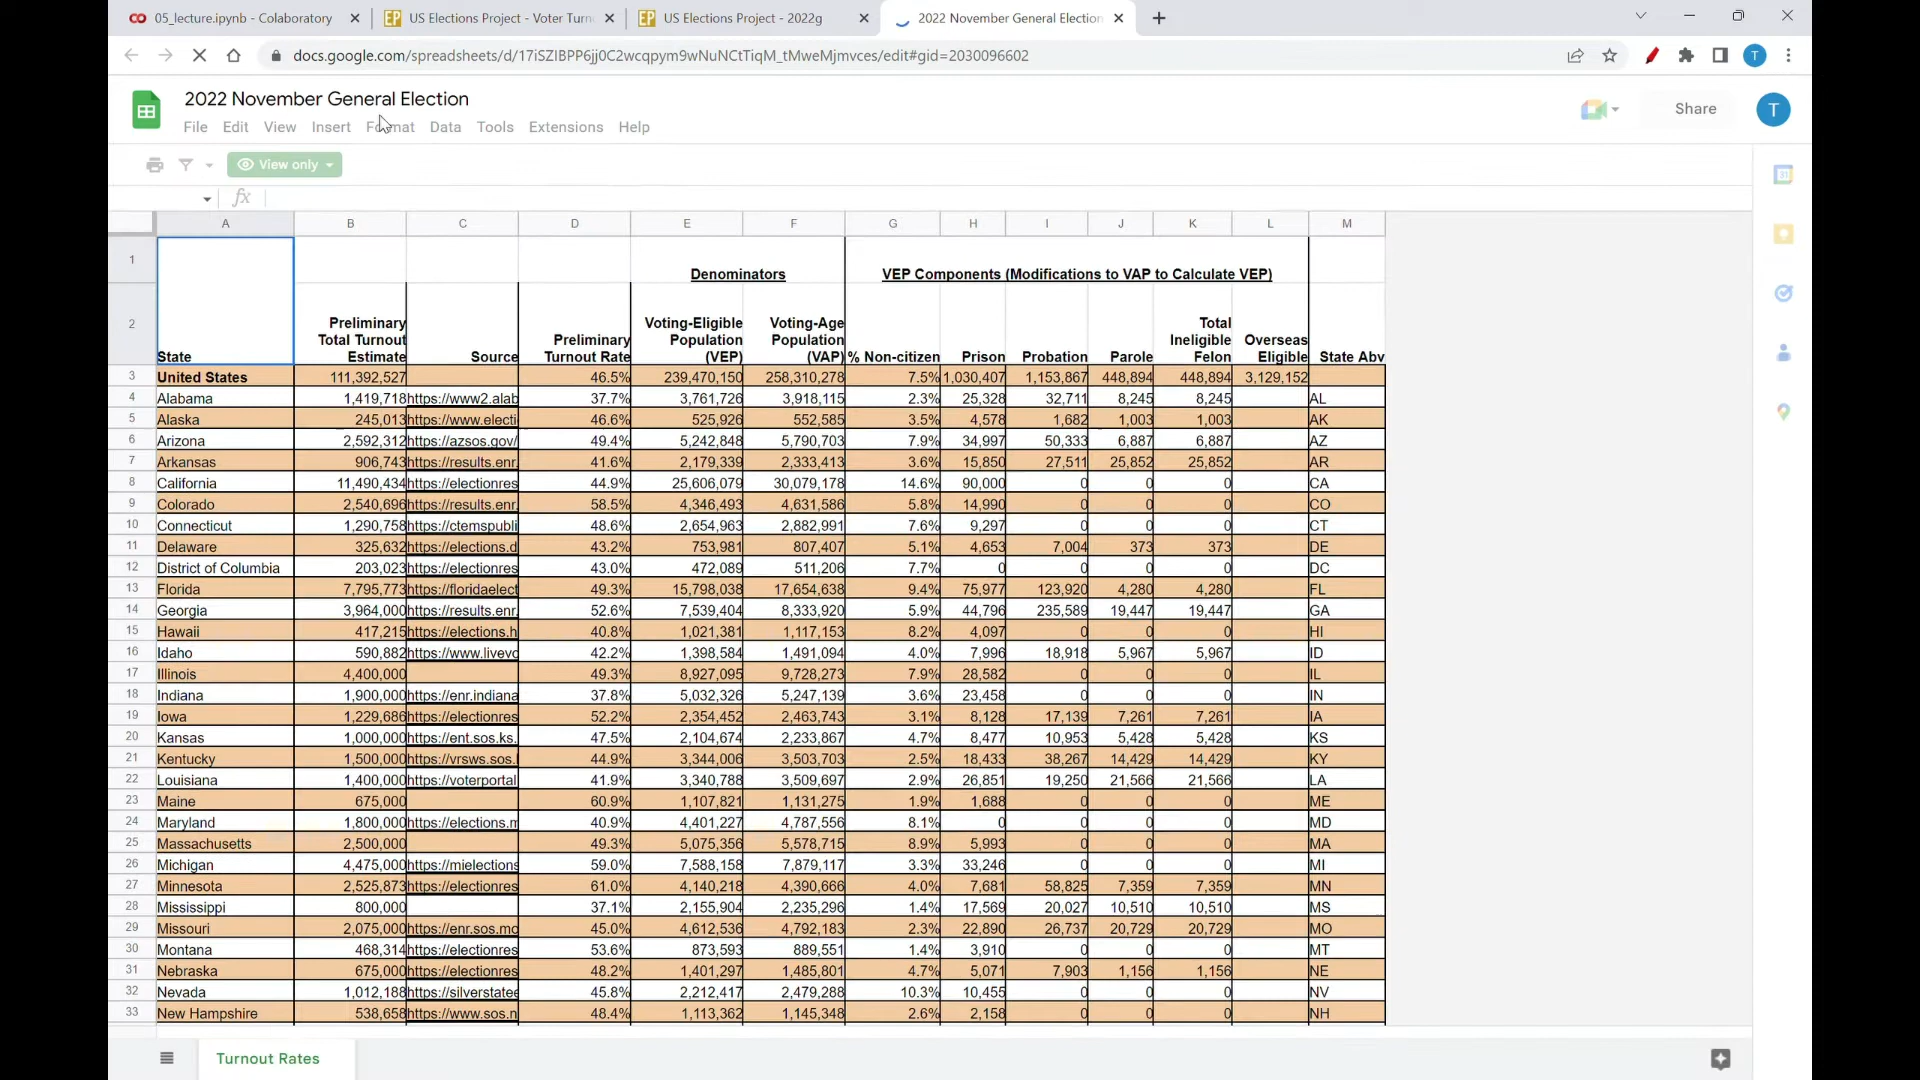 05_lecture.ipynb - Colaboratory
US Elections Project - Voter Turn
US Elections Project - 2022g
2022 November General Election
docs.google.com/spreadsheets/d/17iSZIBPP6jj0C2wcqpym9wNuNCtTiqM_tMweMjmvces/edit#gid=2030096602
T
2022 November General Election
File Edit View Insert Format Data Tools Extensions Help
Share
T
View only
fx
A B C D E F G H I J K L M
1 Denominators VEP Components (Modifications to VAP to Calculate VEP)
2 State Preliminary Total Turnout Estimate Source Preliminary Turnout Rate Voting-Eligible Population (VEP) Voting-Age Population (VAP) % Non-citizen Prison Probation Parole Total Ineligible Felon Overseas Eligible State Abv
3 United States 111,392,527 46.5% 239,470,150 258,310,278 7.5% 1,030,407 1,153,867 448,894 448,894 3,129,152
4 Alabama 1,419,718 https://www2.alab 37.7% 3,761,726 3,918,115 2.3% 25,328 32,711 8,245 8,245 AL
5 Alaska 245,013 https://www.electi 46.6% 525,926 552,585 3.5% 4,578 1,682 1,003 1,003 AK
6 Arizona 2,592,312 https://azsos.gov/ 49.4% 5,242,848 5,790,703 7.9% 34,997 50,333 6,887 6,887 AZ
7 Arkansas 906,743 https://results.enr. 41.6% 2,179,339 2,333,413 3.6% 15,850 27,511 25,852 25,852 AR
8 California 11,490,434 https://electionres 44.9% 25,606,079 30,079,178 14.6% 90,000 0 0 0 CA
9 Colorado 2,540,696 https://results.enr. 58.5% 4,346,493 4,631,586 5.8% 14,990 0 0 0 CO
10 Connecticut 1,290,758 https://ctemspubli 48.6% 2,654,963 2,882,991 7.6% 9,297 0 0 0 CT
11 Delaware 325,632 https://elections.d 43.2% 753,981 807,407 5.1% 4,653 7,004 373 373 DE
12 District of Columbia 203,023 https://electionres 43.0% 472,089 511,206 7.7% 0 0 0 0 DC
13 Florida 7,795,773 https://floridaelect 49.3% 15,798,038 17,654,638 9.4% 75,977 123,920 4,280 4,280 FL
14 Georgia 3,964,000 https://results.enr. 52.6% 7,539,404 8,333,920 5.9% 44,796 235,589 19,447 19,447 GA
15 Hawaii 417,215 https://elections.h 40.8% 1,021,381 1,117,153 8.2% 4,097 0 0 0 HI
16 Idaho 590,882 https://www.livevo 42.2% 1,398,584 1,491,094 4.0% 7,996 18,918 5,967 5,967 ID
17 Illinois 4,400,000 49.3% 8,927,095 9,728,273 7.9% 28,582 0 0 0 IL
18 Indiana 1,900,000 https://enr.indiana 37.8% 5,032,326 5,247,139 3.6% 23,458 0 0 0 IN
19 Iowa 1,229,686 https://electionres 52.2% 2,354,452 2,463,743 3.1% 8,128 17,139 7,261 7,261 IA
20 Kansas 1,000,000 https://ent.sos.ks. 47.5% 2,104,674 2,233,867 4.7% 8,477 10,953 5,428 5,428 KS
21 Kentucky 1,500,000 https://vrsws.sos. 44.9% 3,344,006 3,503,703 2.5% 18,433 38,267 14,429 14,429 KY
22 Louisiana 1,400,000 https://voterportal 41.9% 3,340,788 3,509,697 2.9% 26,851 19,250 21,566 21,566 LA
23 Maine 675,000 60.9% 1,107,821 1,131,275 1.9% 1,688 0 0 0 ME
24 Maryland 1,800,000 https://elections.m 40.9% 4,401,227 4,787,556 8.1% 0 0 0 0 MD
25 Massachusetts 2,500,000 49.3% 5,075,356 5,578,715 8.9% 5,993 0 0 0 MA
26 Michigan 4,475,000 https://mielections 59.0% 7,588,158 7,879,117 3.3% 33,246 0 0 0 MI
27 Minnesota 2,525,873 https://electionres 61.0% 4,140,218 4,390,666 4.0% 7,681 58,825 7,359 7,359 MN
28 Mississippi 800,000 37.1% 2,155,904 2,235,296 1.4% 17,569 20,027 10,510 10,510 MS
29 Missouri 2,075,000 https://enr.sos.mo 45.0% 4,612,536 4,792,183 2.3% 22,890 26,737 20,729 20,729 MO
30 Montana 468,314 https://electionres 53.6% 873,593 889,551 1.4% 3,910 0 0 0 MT
31 Nebraska 675,000 https://electionres 48.2% 1,401,297 1,485,801 4.7% 5,071 7,903 1,156 1,156 NE
32 Nevada 1,012,188 https://silverstatee 45.8% 2,212,417 2,479,288 10.3% 10,455 0 0 0 NV
33 New Hampshire 538,658 https://www.sos.n 48.4% 1,113,362 1,145,348 2.6% 2,158 0 0 0 NH
Turnout Rates